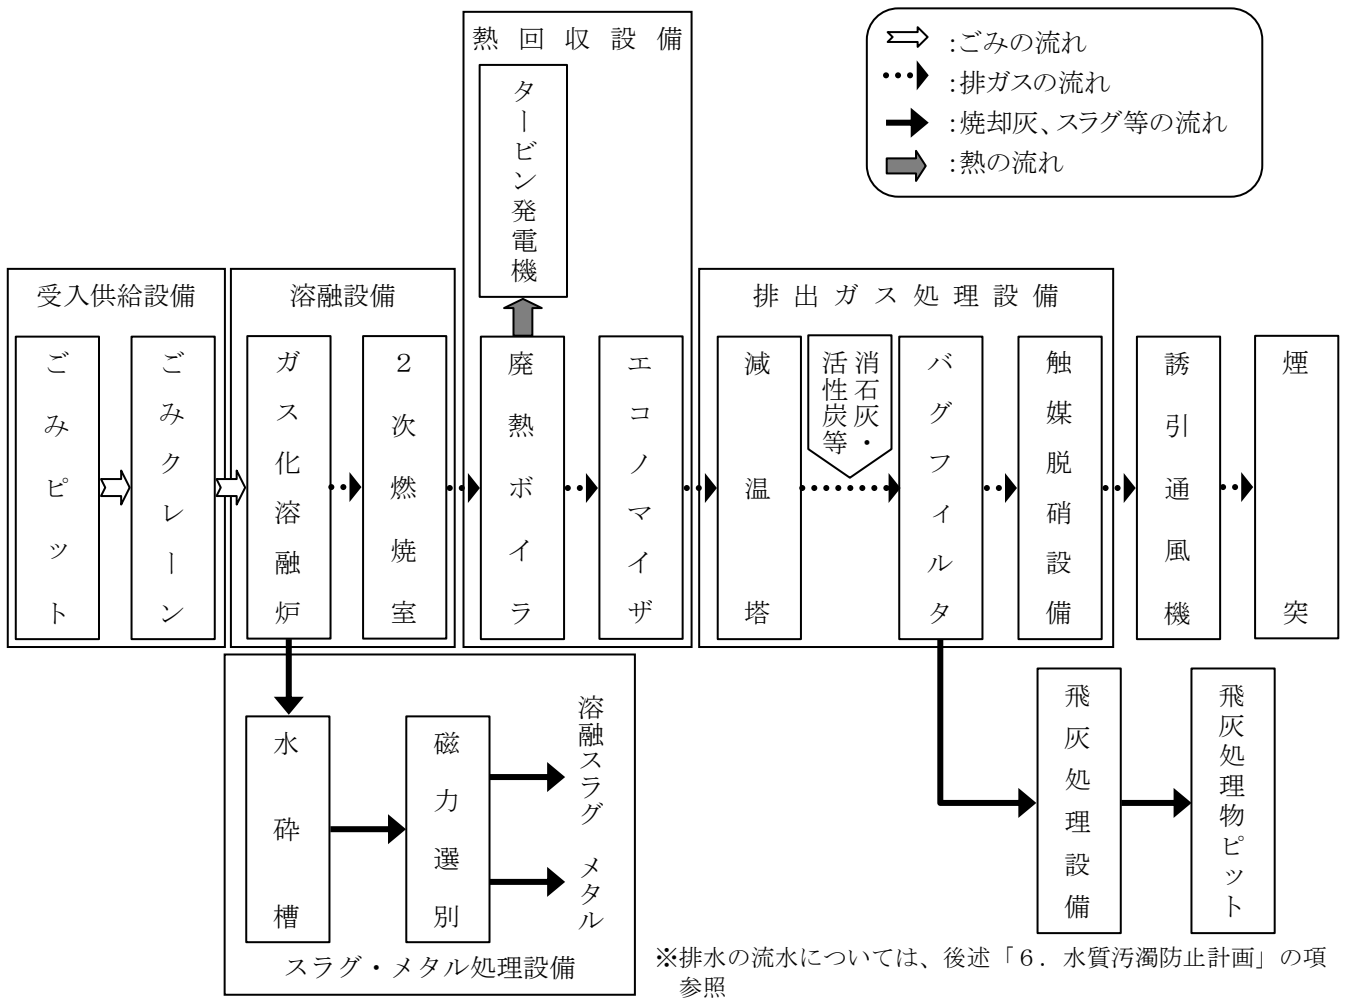 熱回収設備
タービン発電機
:ごみの流れ
:排ガスの流れ
:焼却灰、スラグ等の流れ
:熱の流れ
受入供給設備
ごみピット
ごみクレーン
溶融設備
ガス化溶融炉
２次燃焼室
廃熱ボイラ
エコノマイザ
排出ガス処理設備
減温塔
消石灰・
活性炭等
バグフィルタ
触媒脱硝設備
誘引通風機
煙突
水砕槽
磁力選別
溶融スラグ
メタル
スラグ・メタル処理設備
飛灰処理設備
飛灰処理物ピット
※排水の流水については、後述「６．水質汚濁防止計画」の項
参照